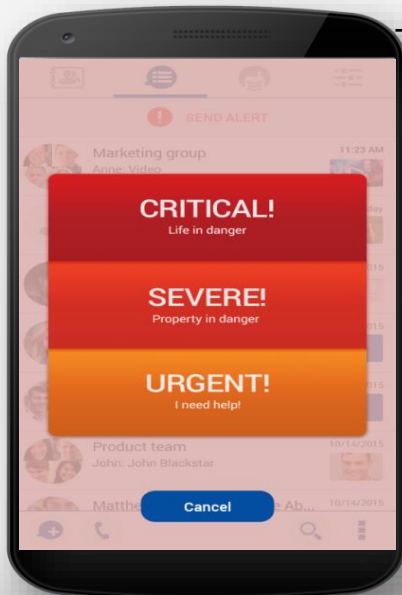 SEND ALERT
Marketing group
11:23 AM
Anne: Video
CRITICAL!
Life in danger
SEVERE!
Property in danger
URGENT!
I need help!
Product team
10/14/2015
John: John Blackstar
Cancel
Ab...
10/14/2015